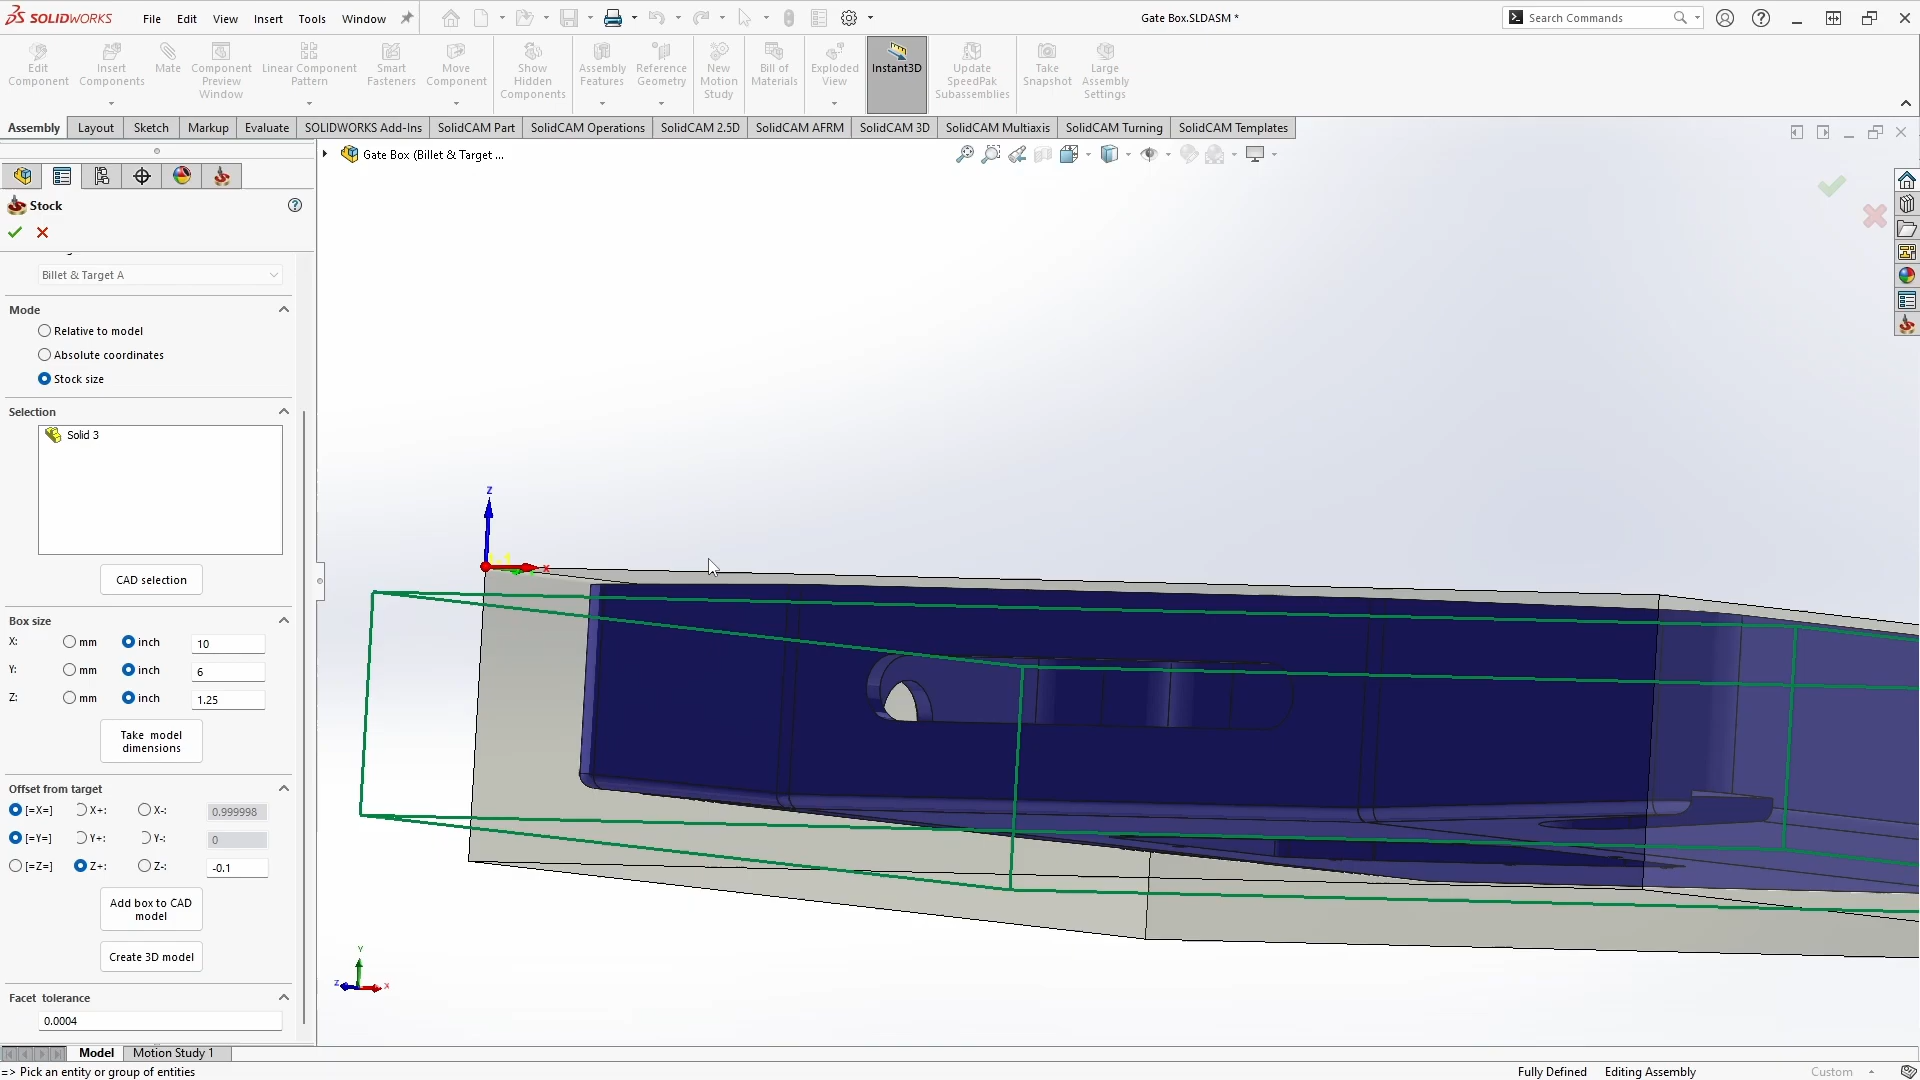 SOLIDWORKS File Edit View Insert Tools Window Gate Box.SLDASM * Search Commands
Edit Component
Insert Components
Mate
Component Preview Window
Linear Component Pattern
Smart Fasteners
Move Component
Show Hidden Components
Assembly Features
Reference Geometry
New Motion Study
Bill of Materials
Exploded View
Instant3D
Update SpeedPak Subassemblies
Take Snapshot
Large Assembly Settings
Assembly Layout Sketch Markup Evaluate SOLIDWORKS Add-Ins SolidCAM Part SolidCAM Operations SolidCAM 2.5D SolidCAM AFRM SolidCAM 3D SolidCAM Multiaxis SolidCAM Turning SolidCAM Templates
Gate Box (Billet & Target ...
Stock
Billet & Target A
Mode
Relative to model
Absolute coordinates
Stock size
Selection
Solid 3
CAD selection
Box size
X: mm inch 10
Y: mm inch 6
Z: mm inch 1.25
Take model
dimensions
Offset from target
[=X=] X+: X-: 0.999998
[=Y=] Y+: Y-: 0
[=Z=] Z+: Z-: -0.1
Add box to CAD
model
Create 3D model
Facet tolerance
0.0004
z
x
Y
z
x
Model Motion Study 1
=> Pick an entity or group of entities Fully Defined Editing Assembly Custom